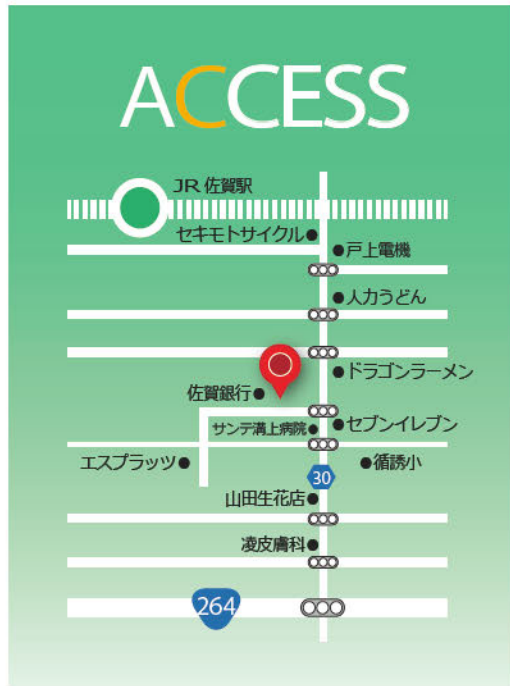 ACCESS
JR 佐賀駅
セキモトサイクル
戸上電機
人力うどん
ドラゴンラーメン
佐賀銀行
セブンイレブン
サンテ溝上病院
エスプラッツ
循誘小
30
山田生花店
凌皮膚科
264